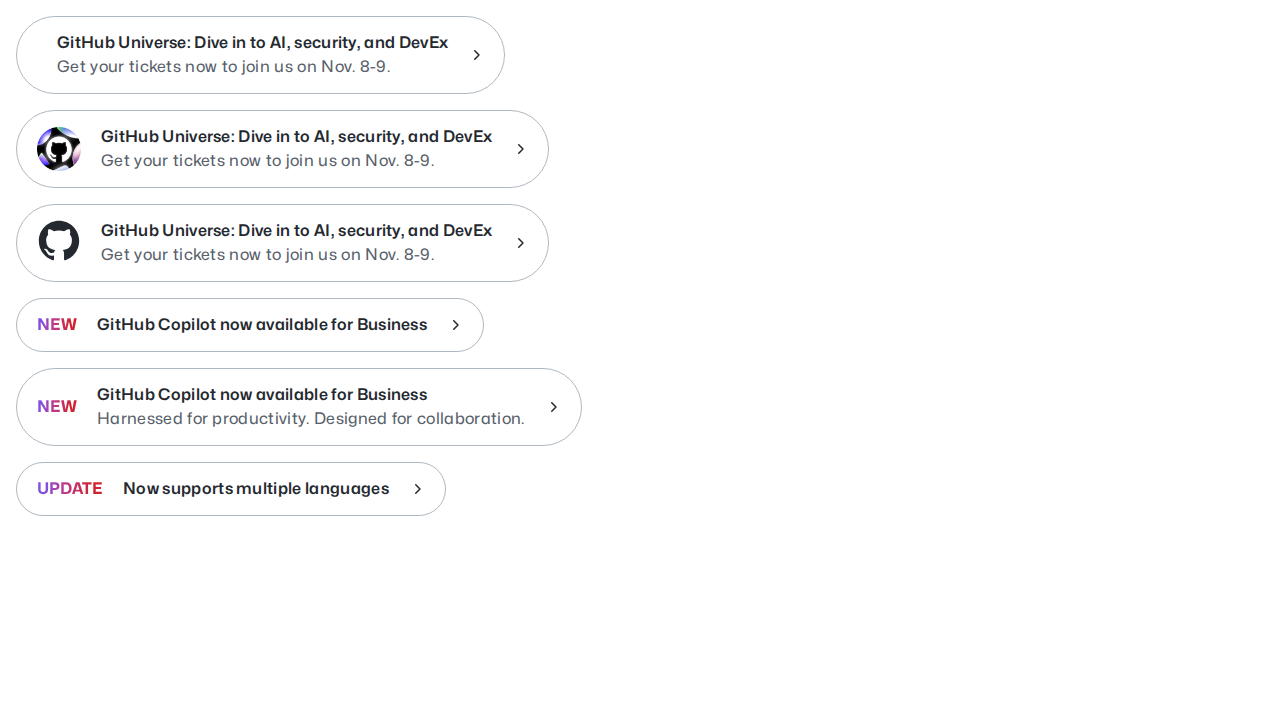 GitHub Universe: Dive in to AI, security, and DevEx
Get your tickets now to join us on Nov. 8-9.
GitHub Universe: Dive in to AI, security, and DevEx
Get your tickets now to join us on Nov. 8-9.
GitHub Universe: Dive in to AI, security, and DevEx
Get your tickets now to join us on Nov. 8-9.
NEW GitHub Copilot now available for Business
NEW GitHub Copilot now available for Business
Harnessed for productivity. Designed for collaboration.
UPDATE Now supports multiple languages